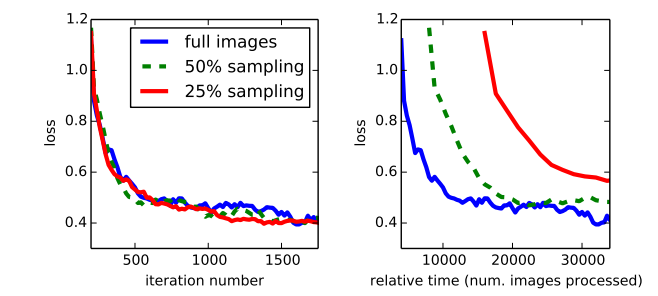 loss
1.2
1.0
0.8
0.6
0.4
full images
50% sampling
25% sampling
500 1000 1500
iteration number
loss
1.2
1.0
0.8
0.6
0.4
10000 20000 30000
relative time (num. images processed)